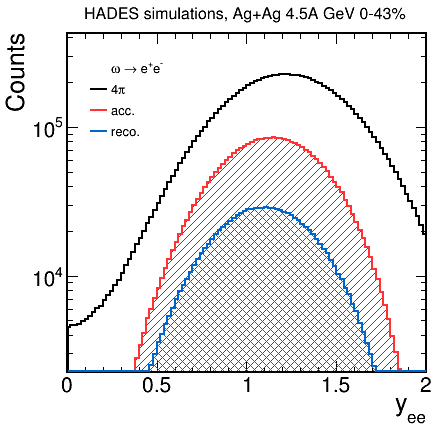 HADES simulations, Ag+Ag 4.5A GeV 0-43%
Counts
ω → e⁺e⁻
4π
acc.
reco.
10⁵
10⁴
0 0.5 1 1.5 2
y_ee